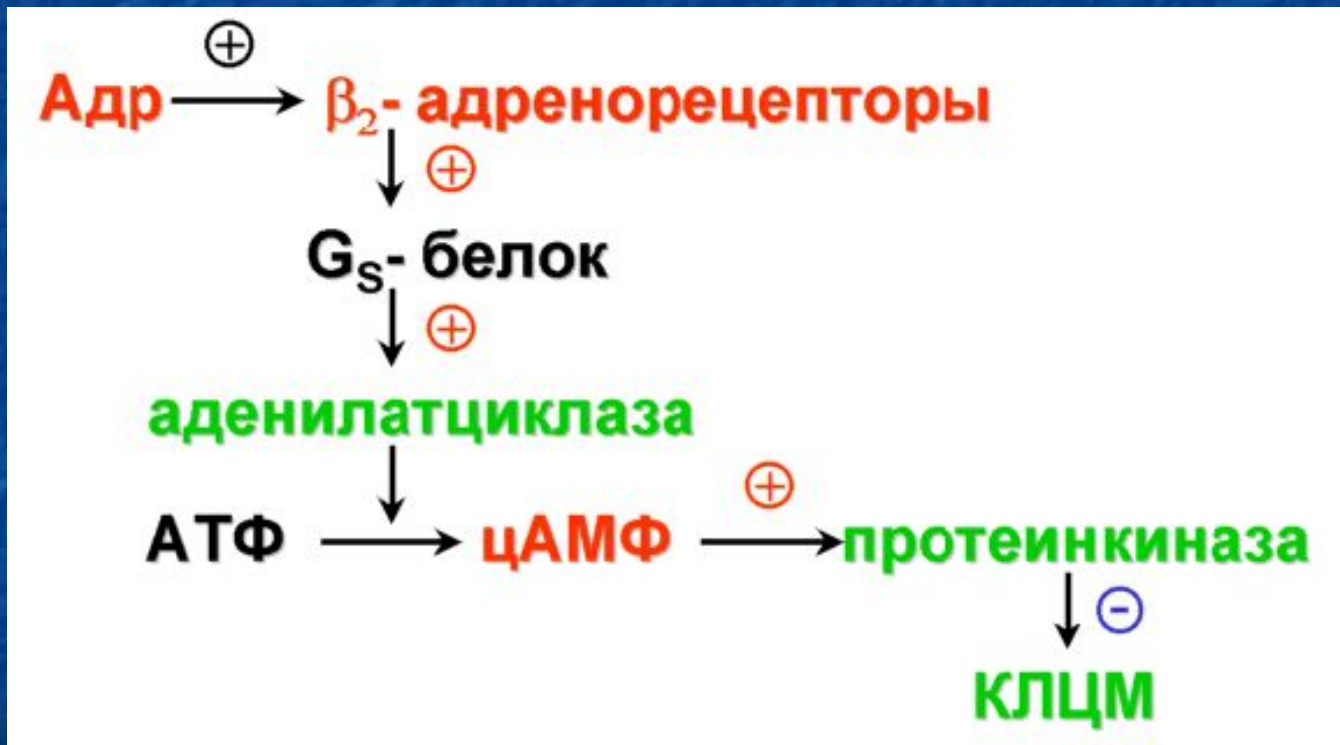 ⊕
Адр → β₂- адренорецепторы
↓ ⊕
Gs- белок
↓ ⊕
аденилатциклаза
↓ ⊕
АТФ → цАМФ → протеинкиназа
↓ ⊖
КЛЦМ